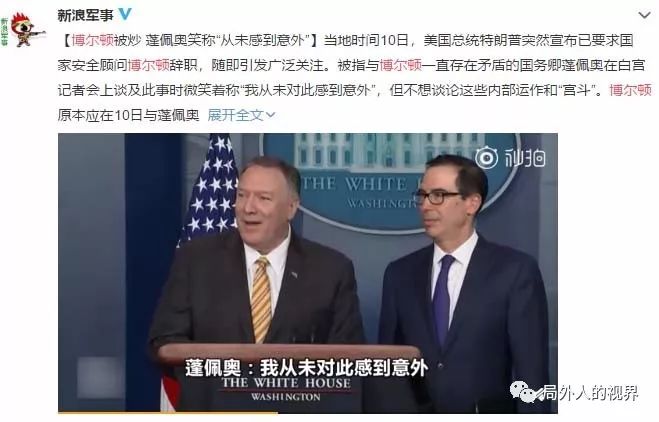 新浪军事
新浪军事
【博尔顿被炒 蓬佩奥笑称“从未感到意外”】当地时间10日，美国总统特朗普突然宣布已要求国
家安全顾问博尔顿辞职，随即引发广泛关注。被指与博尔顿一直存在矛盾的国务卿蓬佩奥在白宫
记者会上谈及此事时微笑着称“我从未对此感到意外”，但不想谈论这些内部运作和“宫斗”。博尔顿
原本应在10日与蓬佩奥 展开全文
秒拍
THE WHITE HOUSE
WASHINGTON
蓬佩奥：我从未对此感到意外
THE WHITE HOUSE
WASHINGTON
局外人的视界